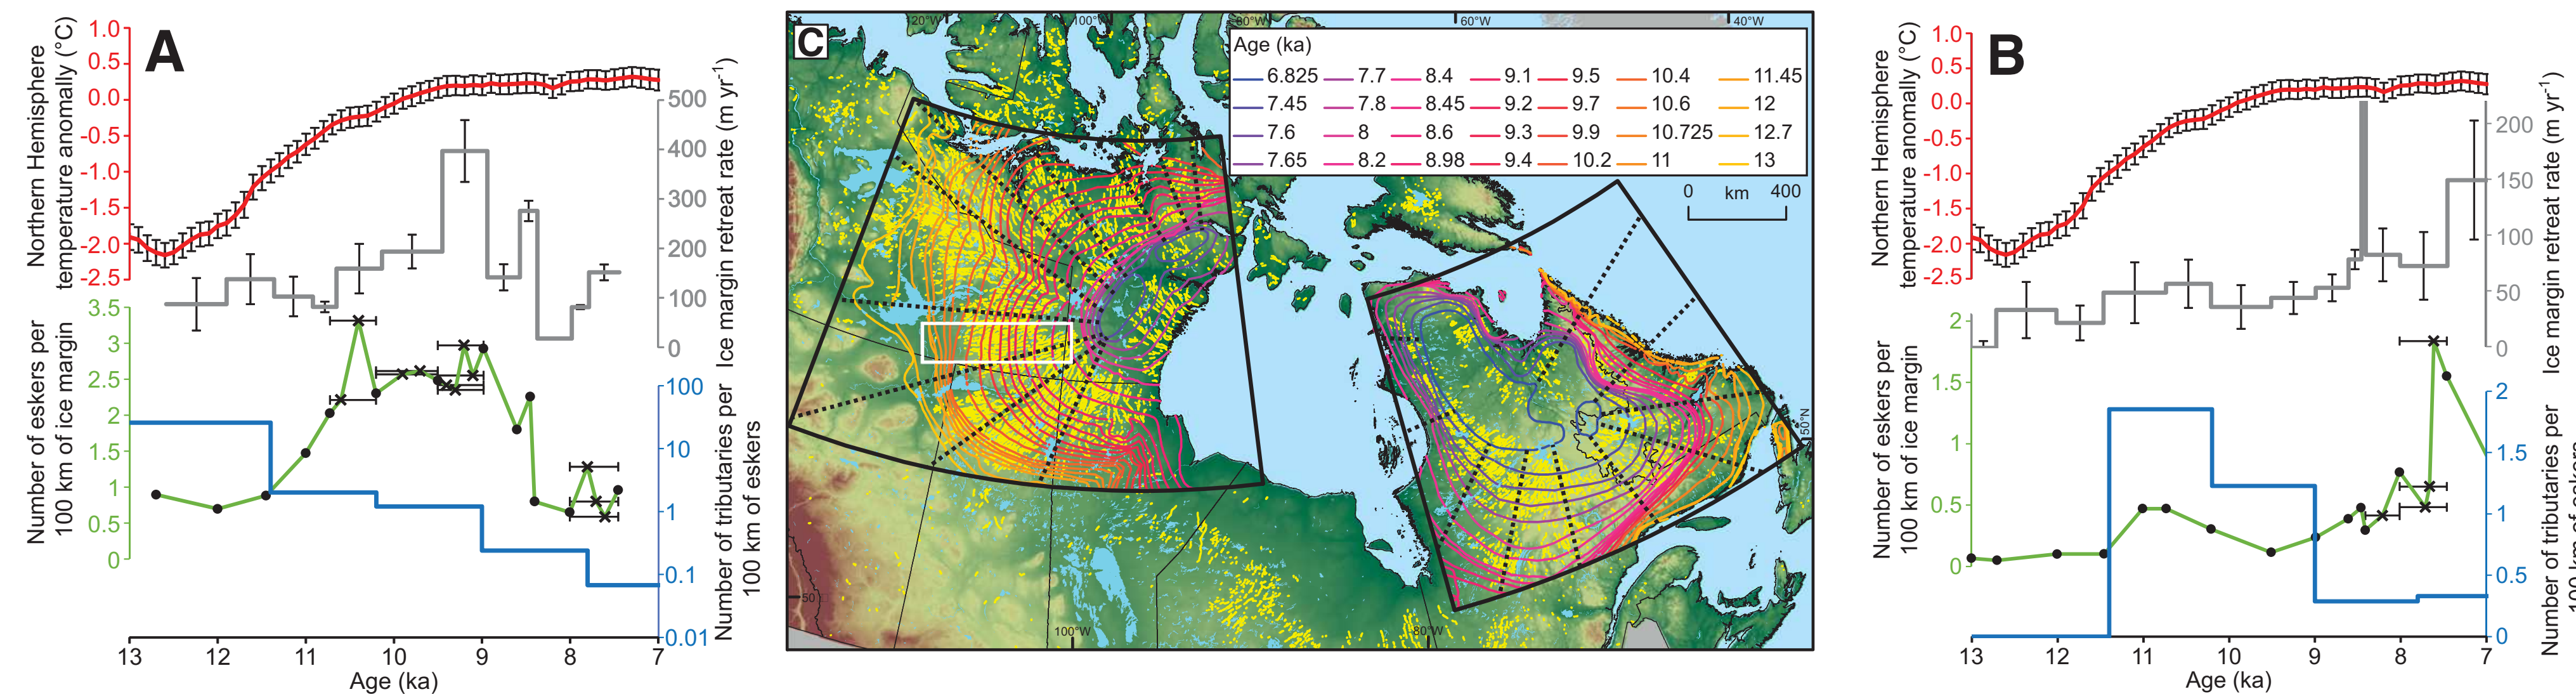 A
Northern Hemisphere
temperature anomally (°C)
1.0
0.5
0.0
-0.5
-1.0
-1.5
-2.0
-2.5
Ice margin retreat rate (m yr-1)
500
400
300
200
100
0
Number of eskers per
100 km of ice margin
3.5
3
2.5
2
1.5
1
0.5
0
Number of tributaries per
100 km of eskers
100
10
1
0.1
0.01
13 12 11 10 9 8 7
Age (ka)
C
20°W 100°W 80°W 60°W 40°W
Age (ka)
6.825 7.7 8.4 9.1 9.5 10.4 11.45
7.45 7.8 8.45 9.2 9.7 10.6 12
7.6 8 8.6 9.3 9.9 10.725 12.7
7.65 8.2 8.98 9.4 10.2 11 13
0 km 400
50°N
50
100°W 80°W
B
Northern Hemisphere
temperature anomally (°C)
1.0
0.5
0.0
-0.5
-1.0
-1.5
-2.0
-2.5
Ice margin retreat rate (m yr-1)
200
150
100
50
0
Number of eskers per
100 km of ice margin
2
1.5
1
0.5
0
Number of tributaries per
100 km of eskers
2
1.5
1
0.5
0
13 12 11 10 9 8 7
Age (ka)